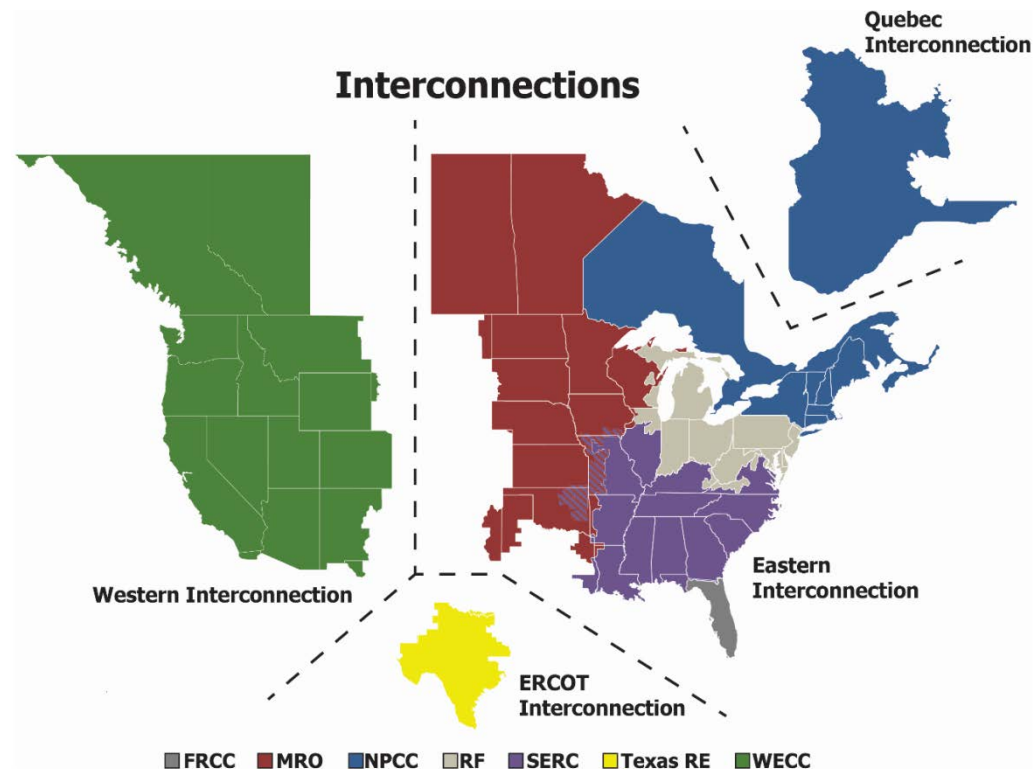 Quebec
Interconnection
Interconnections
Western Interconnection
Eastern
Interconnection
ERCOT
Interconnection
FRCC MRO NPCC RF SERC Texas RE WECC